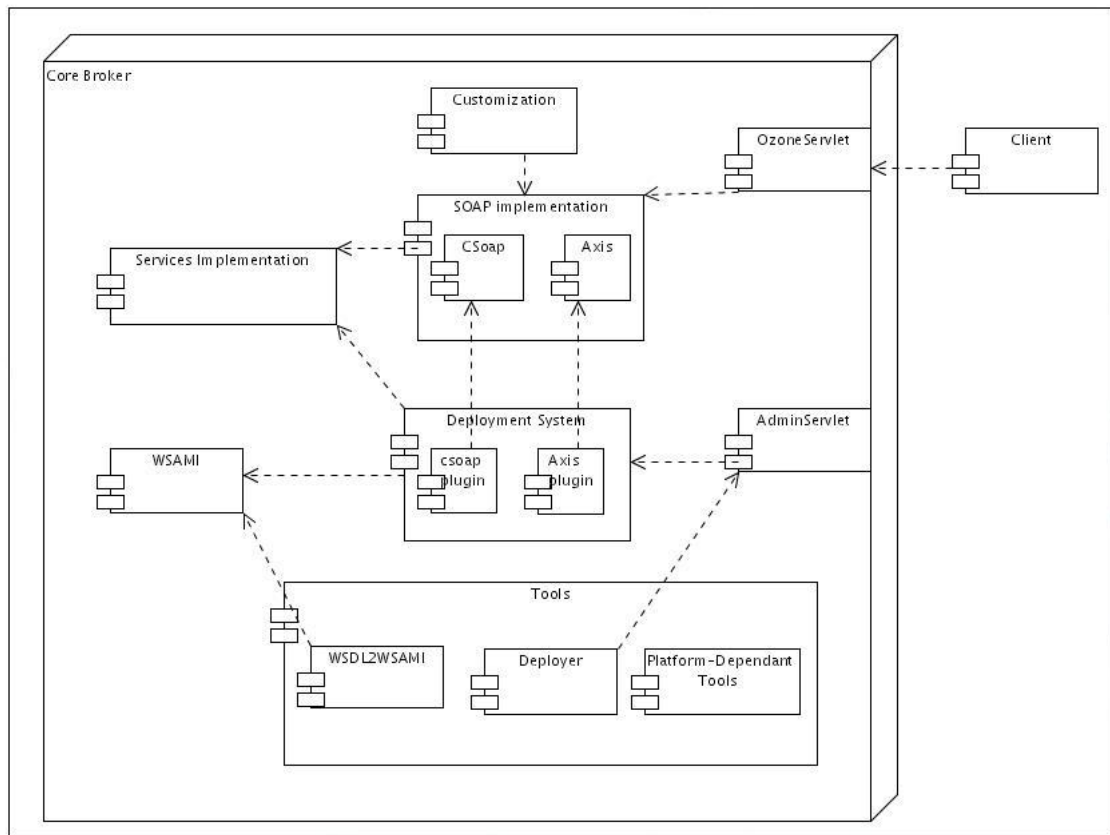 Core Broker
Customization
OzoneServlet
Client
SOAP implementation
CSoap
Axis
Services Implementation
Deployment System
AdminServlet
WSAMI
csoap
plugin
Axis
plugin
Tools
WSDL2WSAMI
Deployer
Platform-Dependant
Tools